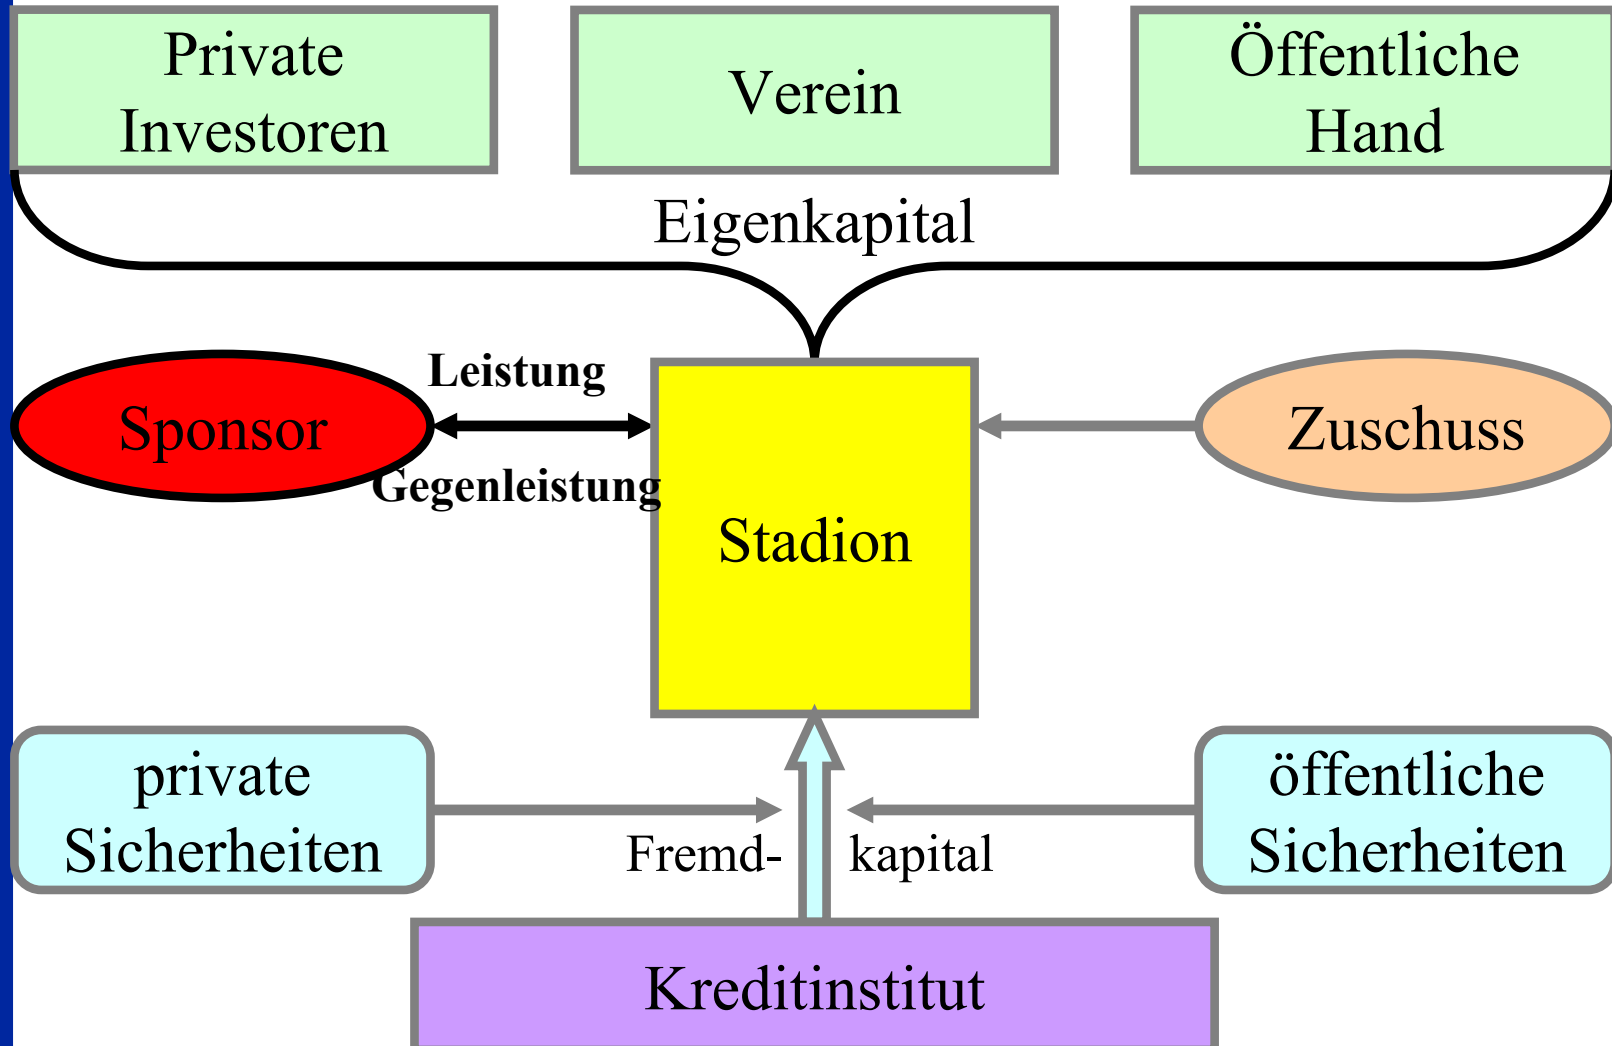 Private
Investoren
Verein
Öffentliche
Hand
Eigenkapital
Leistung
Sponsor
Zuschuss
Gegenleistung
Stadion
private
Sicherheiten
öffentliche
Sicherheiten
Fremd- kapital
Kreditinstitut